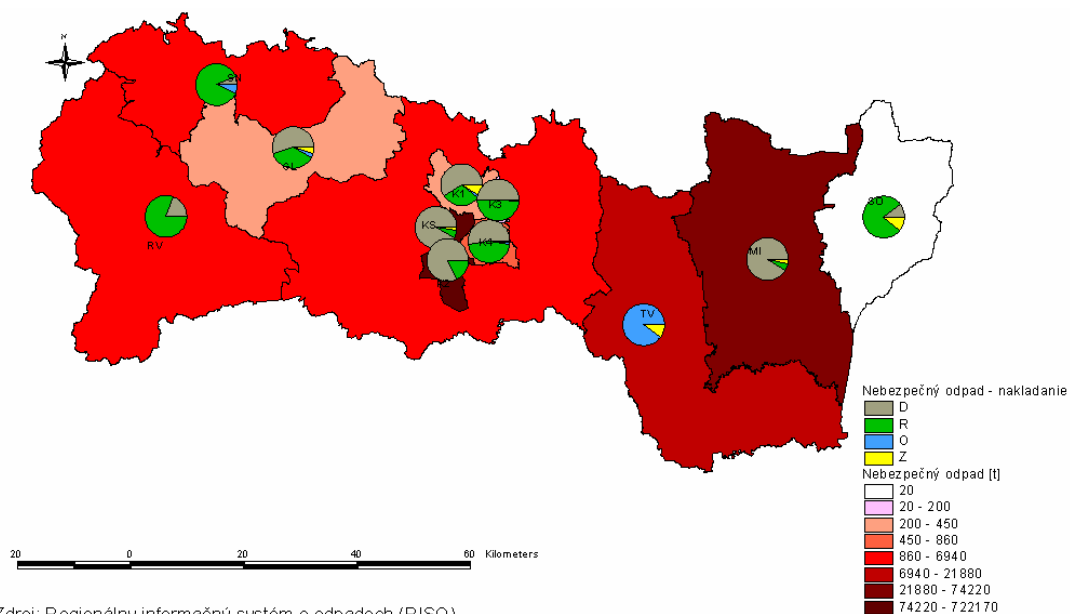 N
SN
GL
K1
K3
SO
RV
KS
K4
MI
TV
Nebezpečný odpad - nakladanie
D
R
O
Z
Nebezpečný odpad [t]
20
20 - 200
200 - 450
450 - 860
860 - 6940
6940 - 21880
21880 - 74220
74220 - 722170
20 0 20 40 60 Kilometers
Zdroj: Regionálny informačný systém o odpadoch (RISO)